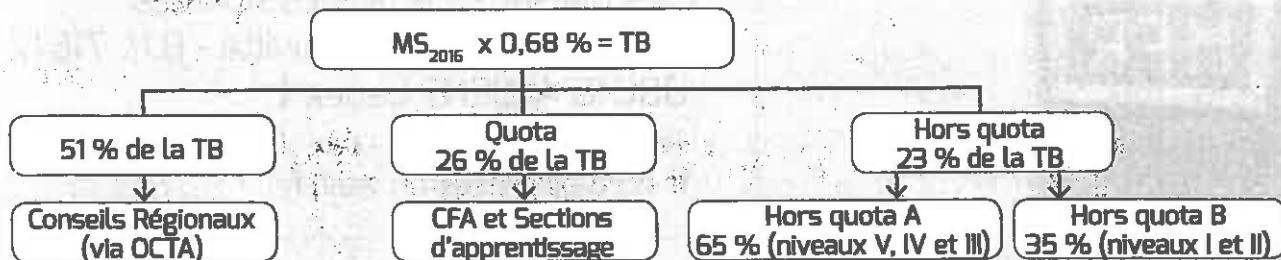 MS2016 x 0,68 % = TB
51 % de la TB
Quota
26 % de la TB
Hors quota
23 % de la TB
Conseils Régionaux
(via OCTA)
CFA et Sections
d'apprentissage
Hors quota A
65 % (niveaux V, IV et III)
Hors quota B
35 % (niveaux I et II)